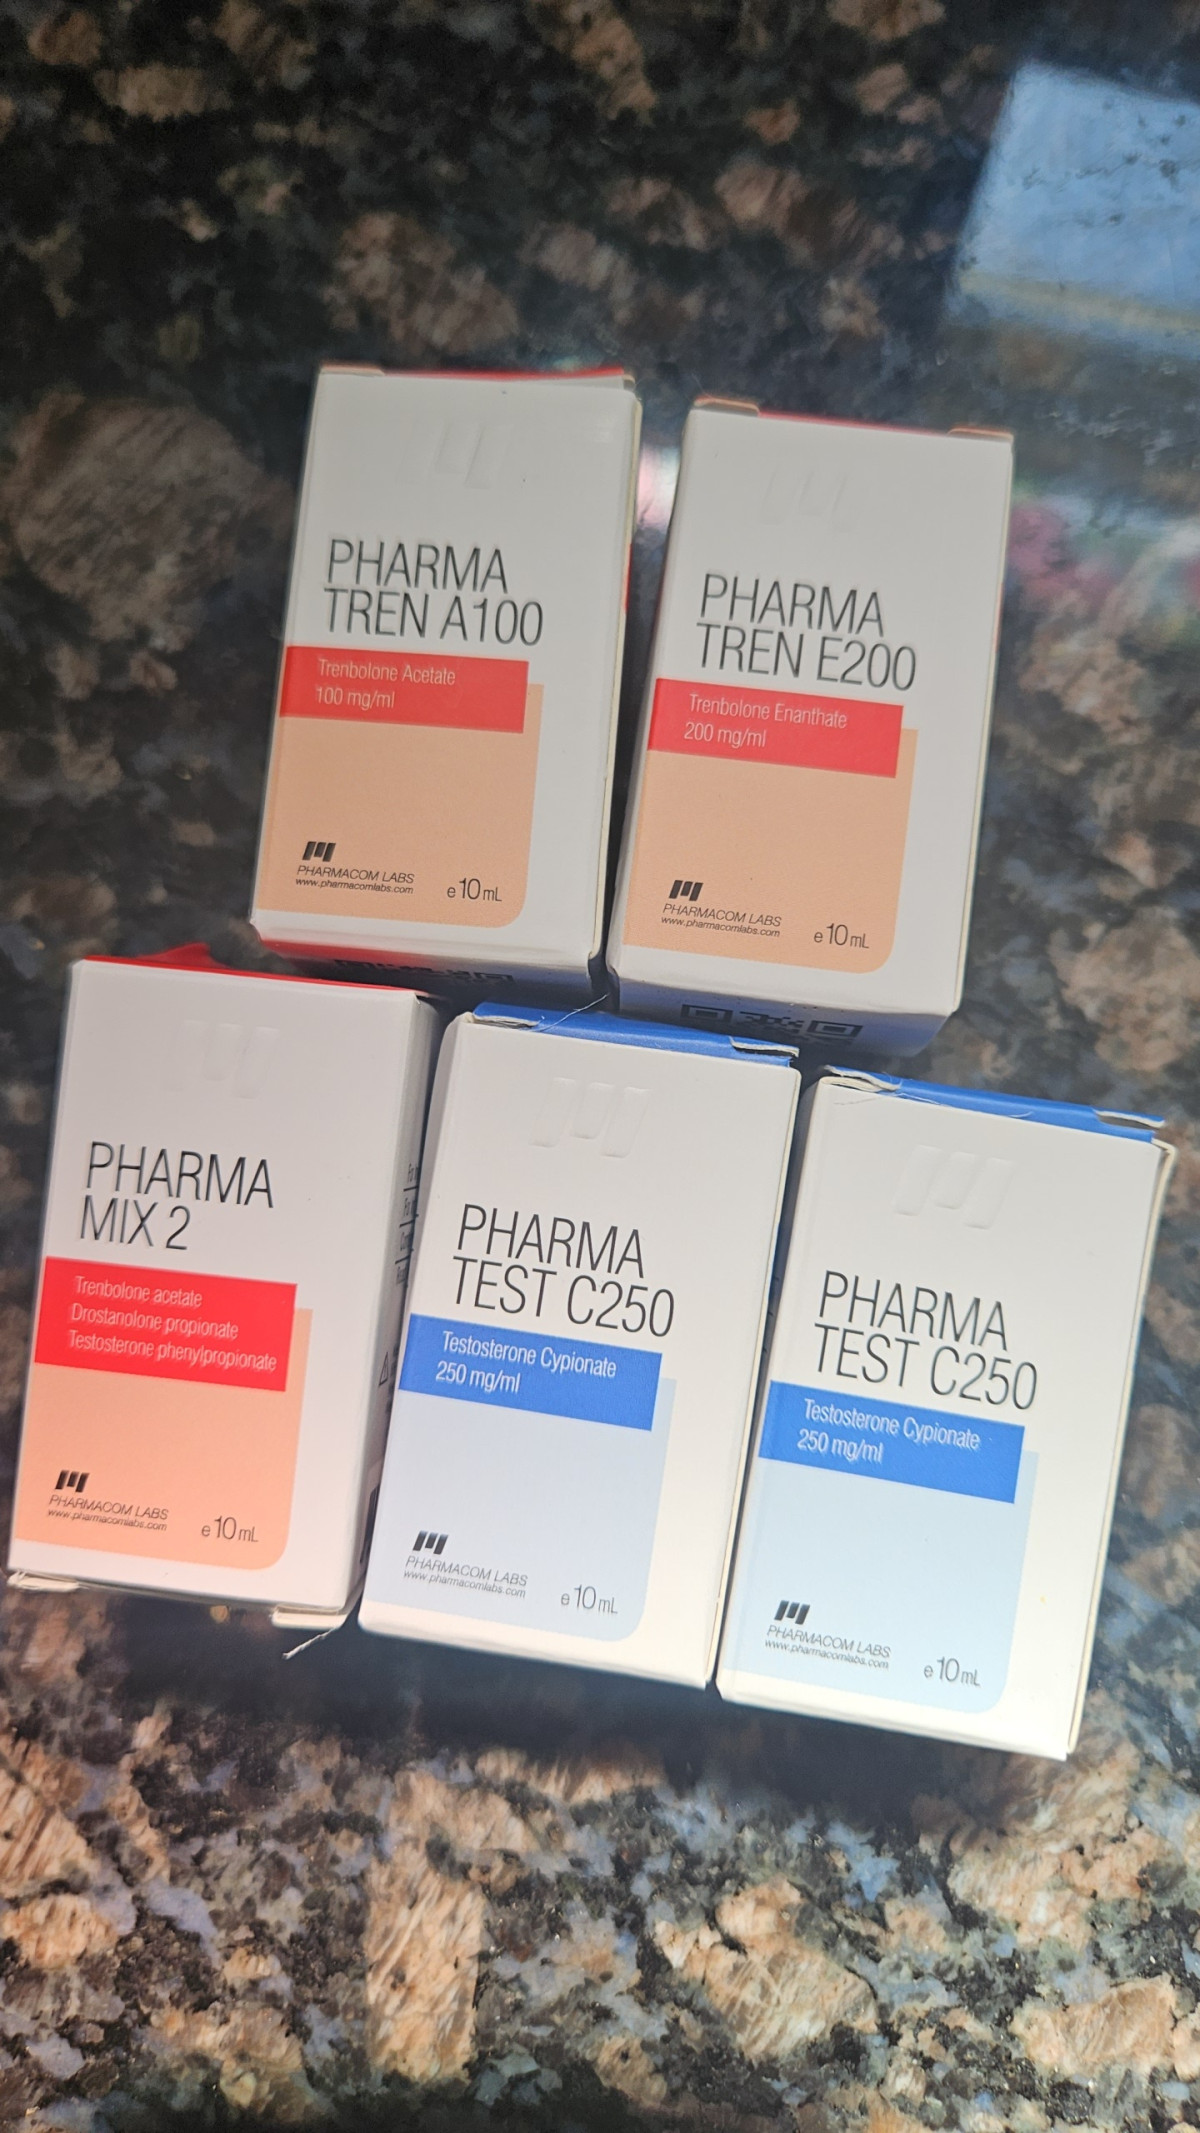 PHARMA
TREN A100
Trenbolone Acetate
100 mg/ml
PHARMACOM LABS
www.pharmacomlabs.com
e 10 mL
PHARMA
TREN E200
Trenbolone Enanthate
200 mg/ml
PHARMACOM LABS
www.pharmacomlabs.com
e 10 mL
PHARMA
MIX 2
Trenbolone acetate
Drostanolone propionate
Testosterone phenylpropionate
PHARMACOM LABS
www.pharmacomlabs.com
e 10 mL
PHARMA
TEST C250
Testosterone Cypionate
250 mg/ml
PHARMACOM LABS
www.pharmacomlabs.com
e 10 mL
PHARMA
TEST C250
Testosterone Cypionate
250 mg/ml
PHARMACOM LABS
www.pharmacomlabs.com
e 10 mL